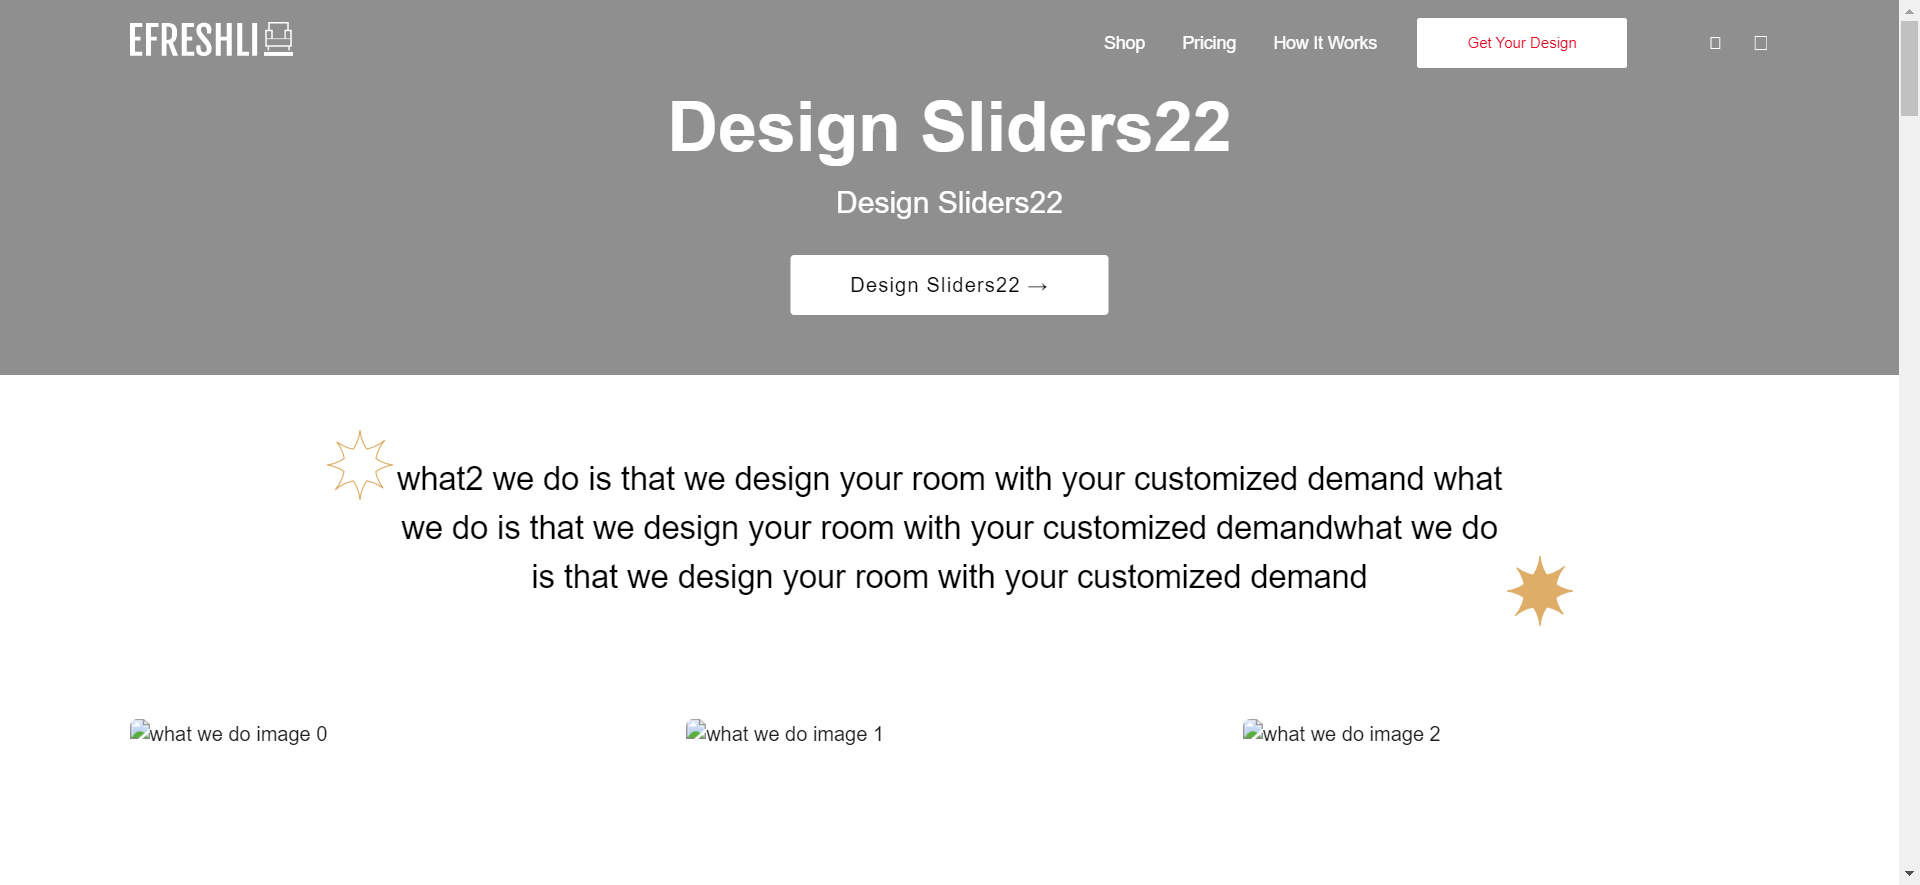 EFRESHLI
Shop Pricing How It Works Get Your Design
Design Sliders22
Design Sliders22
Design Sliders22 →
what2 we do is that we design your room with your customized demand what
we do is that we design your room with your customized demandwhat we do
is that we design your room with your customized demand
what we do image 0 what we do image 1 what we do image 2